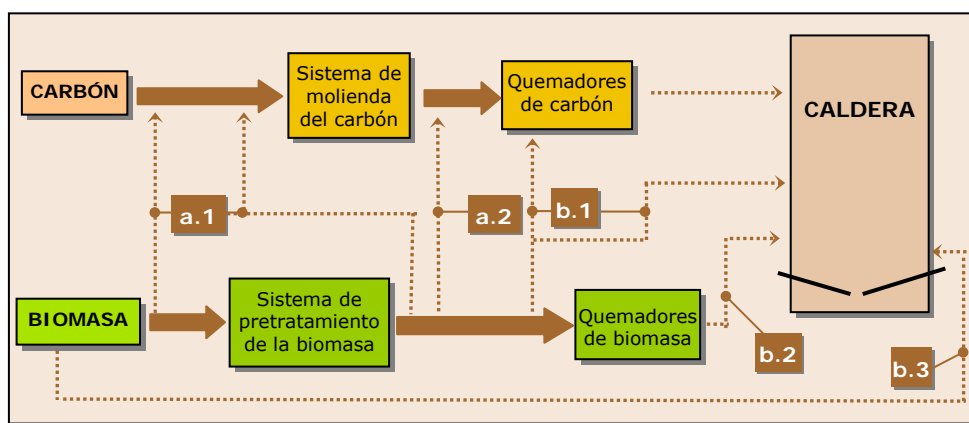 CARBÓN
Sistema de
molienda
del carbón
Quemadores
de carbón
CALDERA
a.1
a.2
b.1
BIOMASA
Sistema de
pretratamiento
de la biomasa
Quemadores
de biomasa
b.2
b.3